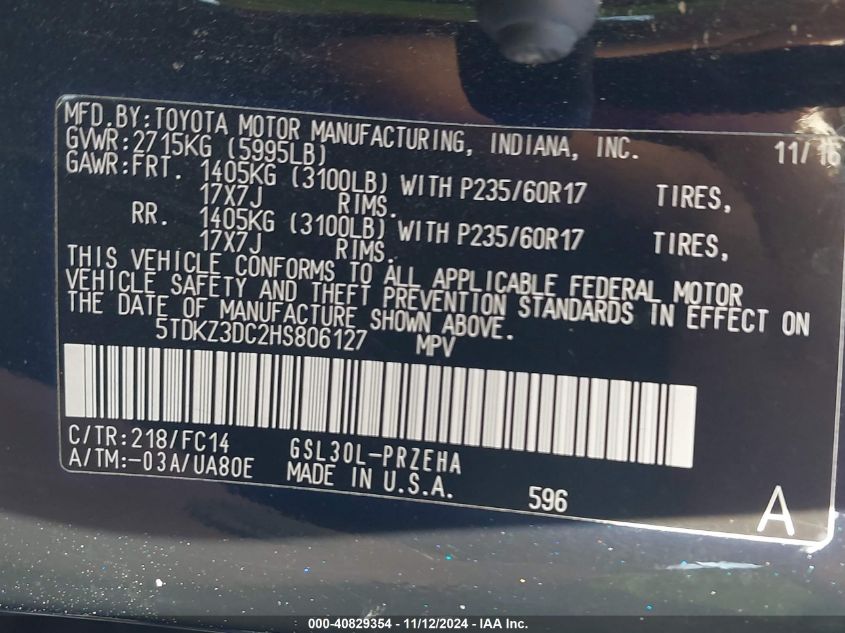 MFD.BY:TOYOTA MOTOR MANUFACTURING, INDIANA, INC. 11/16
GVWR:2715KG (5995LB)
GAWR:FRT. 1405KG (3100LB) WITH P235/60R17 TIRES,
17X7J RIMS.
RR. 1405KG (3100LB) WITH P235/60R17 TIRES,
17X7J RIMS.
THIS VEHICLE CONFORMS TO ALL APPLICABLE FEDERAL MOTOR
VEHICLE SAFETY AND THEFT PREVENTION STANDARDS IN EFFECT ON
THE DATE OF MANUFACTURE SHOWN ABOVE.
5TDKZ3DC2HS806127 MPV
C/TR:218/FC14 GSL30L-PRZEHA
A/TM:-03A/UA80E MADE IN U.S.A. 596 A
000-40829354 - 11/12/2024 - IAA Inc.